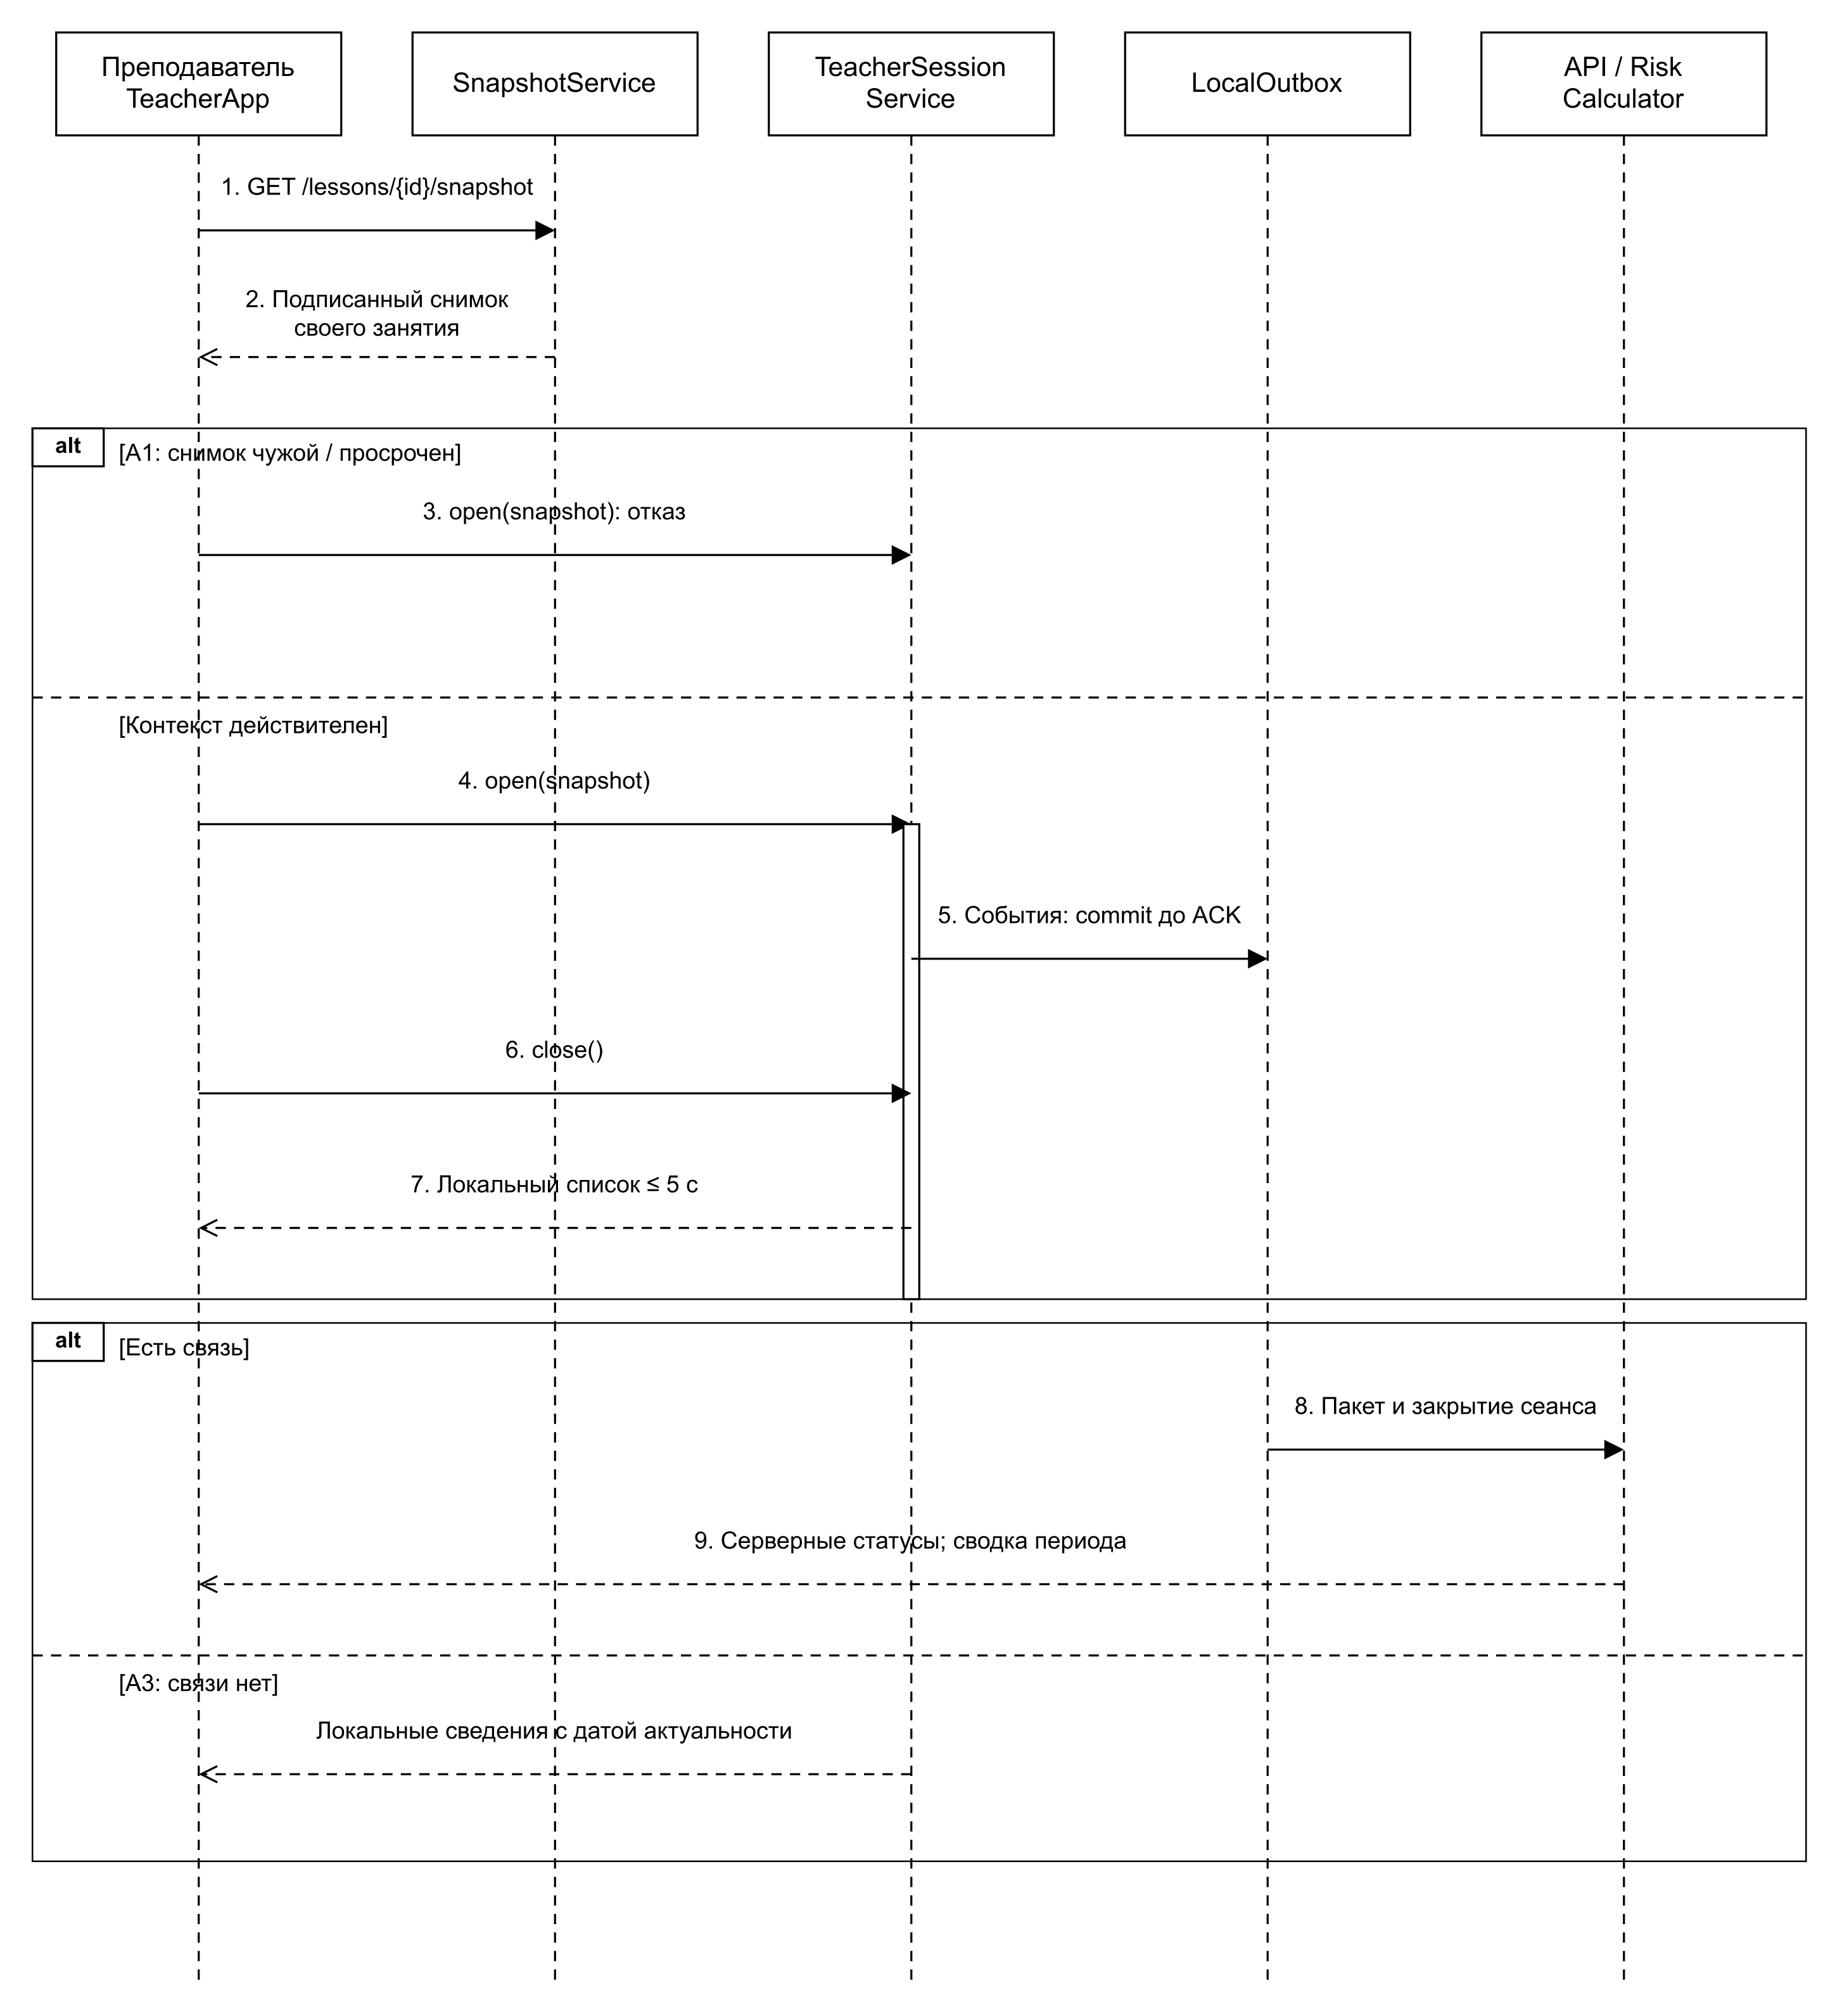 Преподаватель
TeacherApp
SnapshotService
TeacherSession
Service
LocalOutbox
API / Risk
Calculator
1. GET /lessons/{id}/snapshot
2. Подписанный снимок
своего занятия
alt
[A1: снимок чужой / просрочен]
3. open(snapshot): отказ
[Контекст действителен]
4. open(snapshot)
5. События: commit до ACK
6. close()
7. Локальный список ≤ 5 с
alt
[Есть связь]
8. Пакет и закрытие сеанса
9. Серверные статусы; сводка периода
[A3: связи нет]
Локальные сведения с датой актуальности